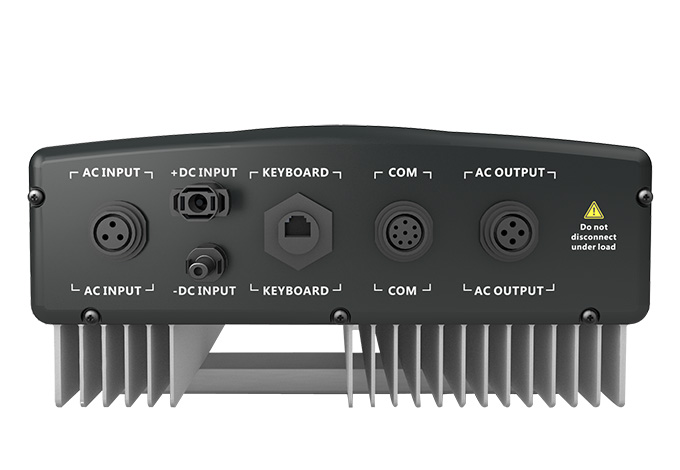 AC INPUT
+DC INPUT
KEYBOARD
COM
AC OUTPUT
Do not
disconnect
under load
AC INPUT
-DC INPUT
KEYBOARD
COM
AC OUTPUT